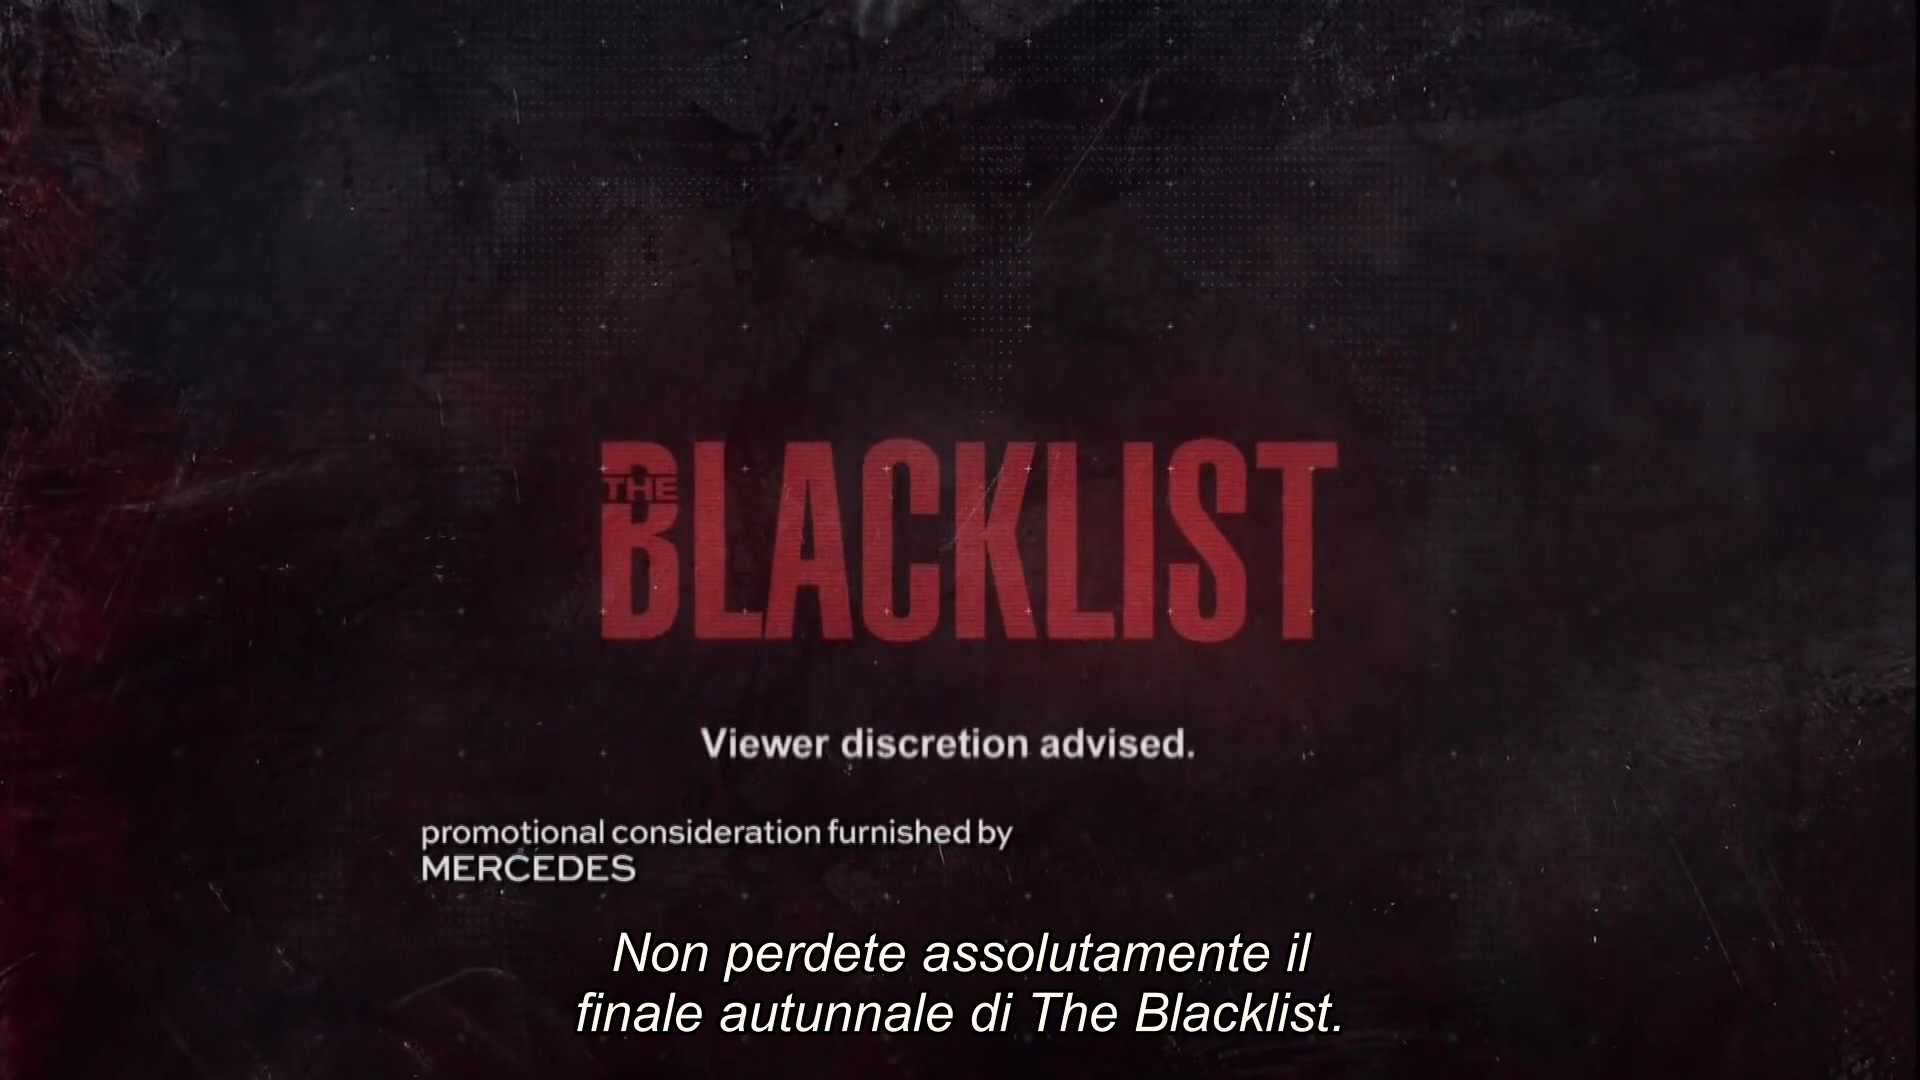 THE BLACKLIST
Viewer discretion advised.
promotional consideration furnished by
MERCEDES
Non perdete assolutamente il
finale autunnale di The Blacklist.